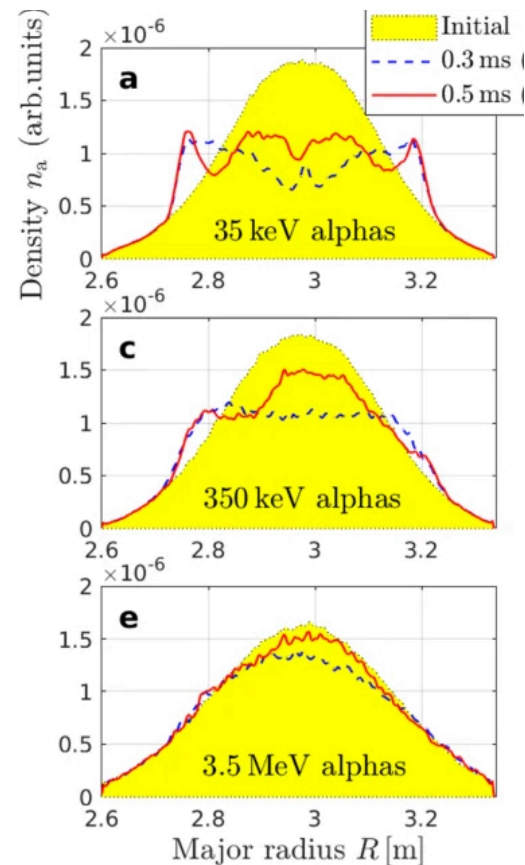 Initial
0.3 ms (
0.5 ms (
Density nₐ (arb.units)
×10⁻⁶
a
2
1.5
1
0.5
0
35 keV alphas
2.6 2.8 3 3.2
×10⁻⁶
c
2
1.5
1
0.5
0
350 keV alphas
2.6 2.8 3 3.2
×10⁻⁶
e
2
1.5
1
0.5
0
3.5 MeV alphas
2.6 2.8 3 3.2
Major radius R [m]